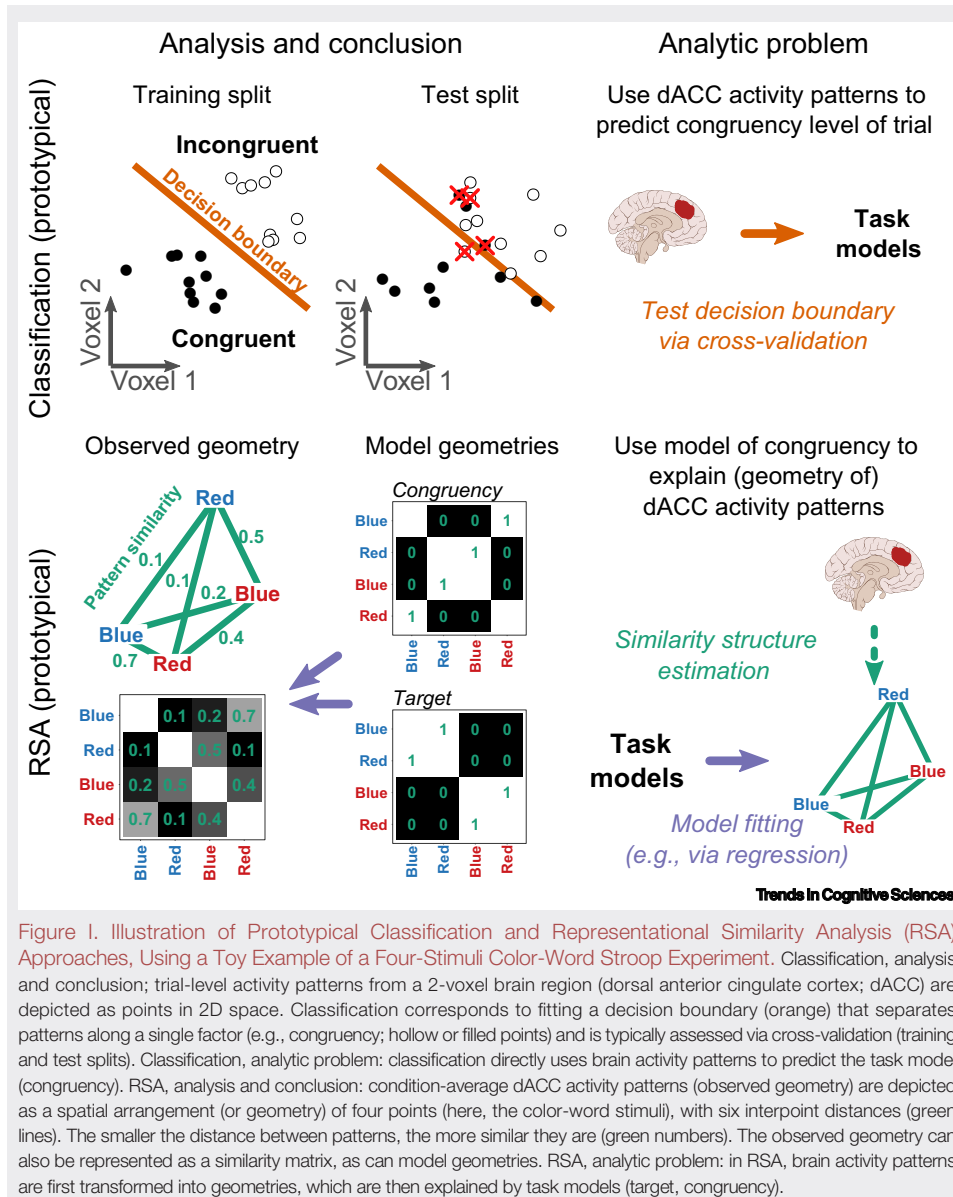 Analysis and conclusion
Analytic problem
Classification (prototypical)
Training split
Test split
Use dACC activity patterns to
predict congruency level of trial
Incongruent
Decision boundary
Congruent
Voxel 2
Voxel 1
Voxel 2
Voxel 1
Task
models
Test decision boundary
via cross-validation
RSA (prototypical)
Observed geometry
Model geometries
Use model of congruency to
explain (geometry of)
dACC activity patterns
Red
Pattern similarity
0.1
0.5
0.1
0.2
Blue
Blue
0.4
0.7
Red
Blue 0.1 0.2 0.7
Red 0.1 0.5 0.1
Blue 0.2 0.5 0.4
Red 0.7 0.1 0.4
Blue Red Blue Red
Congruency
Blue 0 0 1
Red 0 1 0
Blue 0 1 0
Red 1 0 0
Blue Red Blue Red
Target
Blue 1 0 0
Red 1 0 0
Blue 0 0 1
Red 0 0 1
Blue Red Blue Red
Similarity structure
estimation
Red
Task
models
Blue
Blue
Red
Model fitting
(e.g., via regression)
Trends in Cognitive Sciences
Figure I. Illustration of Prototypical Classification and Representational Similarity Analysis (RSA)
Approaches, Using a Toy Example of a Four-Stimuli Color-Word Stroop Experiment. Classification, analysis
and conclusion; trial-level activity patterns from a 2-voxel brain region (dorsal anterior cingulate cortex; dACC) are
depicted as points in 2D space. Classification corresponds to fitting a decision boundary (orange) that separates
patterns along a single factor (e.g., congruency; hollow or filled points) and is typically assessed via cross-validation (training
and test splits). Classification, analytic problem: classification directly uses brain activity patterns to predict the task mode
(congruency). RSA, analysis and conclusion: condition-average dACC activity patterns (observed geometry) are depicted
as a spatial arrangement (or geometry) of four points (here, the color-word stimuli), with six interpoint distances (green
lines). The smaller the distance between patterns, the more similar they are (green numbers). The observed geometry can
also be represented as a similarity matrix, as can model geometries. RSA, analytic problem: in RSA, brain activity patterns
are first transformed into geometries, which are then explained by task models (target, congruency).